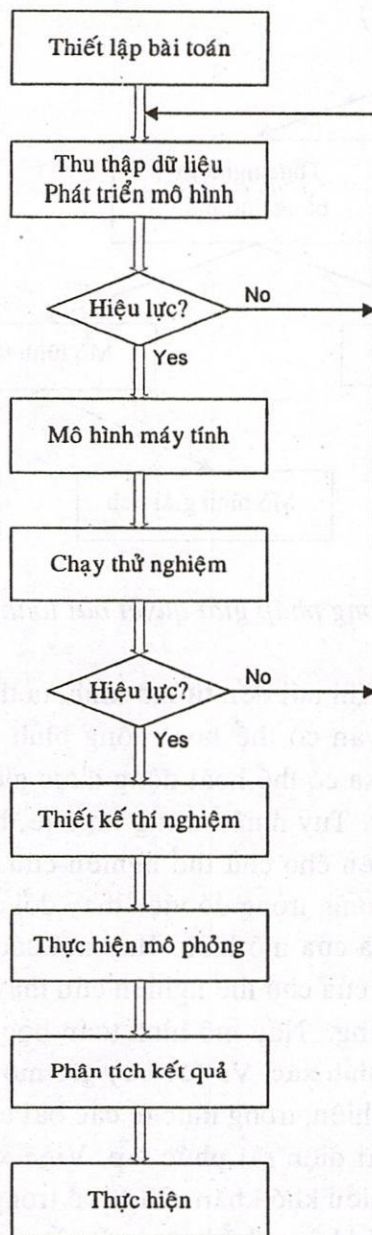 Thiết lập bài toán
Thu thập dữ liệu
Phát triển mô hình
Hiệu lực?
No
Yes
Mô hình máy tính
Chạy thử nghiệm
Hiệu lực?
No
Yes
Thiết kế thí nghiệm
Thực hiện mô phỏng
Phân tích kết quả
Thực hiện